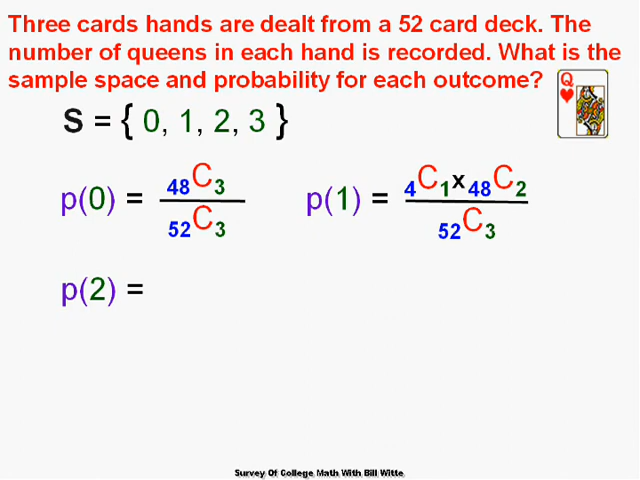 Three cards hands are dealt from a 52 card deck. The
number of queens in each hand is recorded. What is the
sample space and probability for each outcome?
Q
S = { 0, 1, 2, 3 }
p(0) = 48C3 / 52C3 p(1) = 4C1 x 48C2 / 52C3
p(2) =
Survey Of College Math With Bill Witte